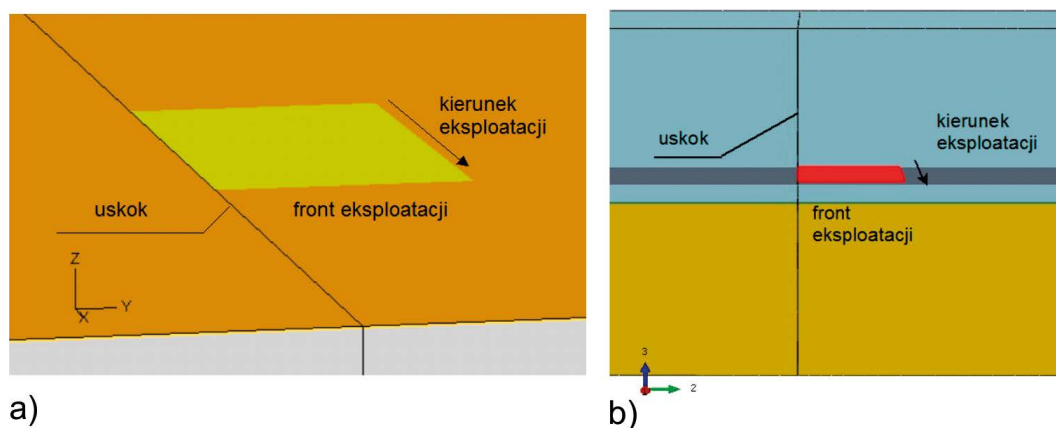 kierunek
eksploatacji
uskok
front eksploatacji
Z
Y
X
a)
kierunek
eksploatacji
uskok
front
eksploatacji
3
2
b)